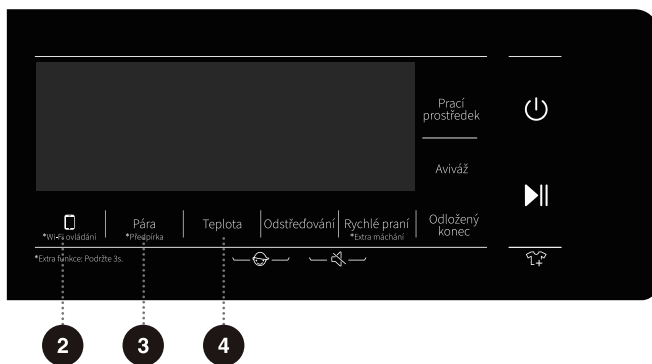 Prací
prostředek
Aviváž
Pára
Teplota
Odstřeďování
Rychlé praní
Odložený
konec
*Wi-Fi ovládání
*Předpírka
*Extra máchání
*Extra funkce: Podržte 3s.
2
3
4